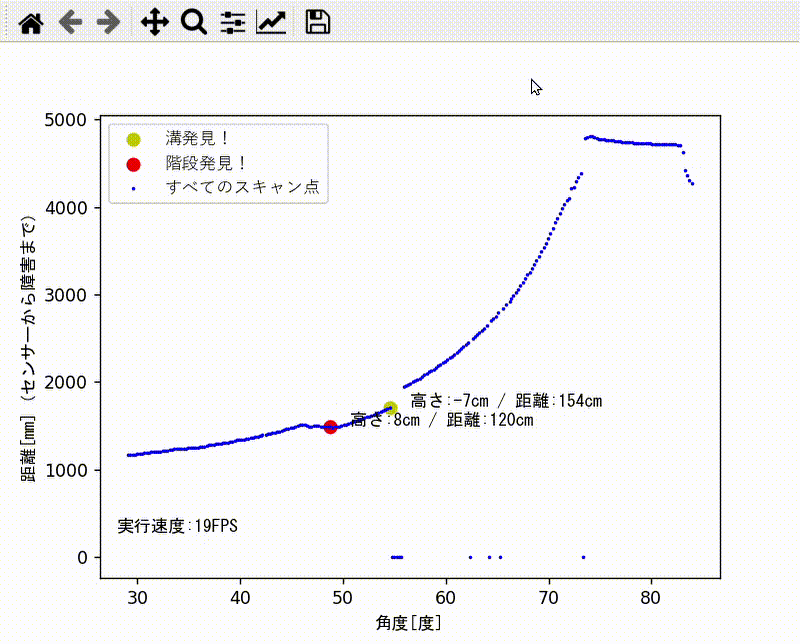 5000
4000
3000
2000
1000
0
距離[mm] (センサーから障害まで)
溝発見！
階段発見！
すべてのスキャン点
高さ:-7cm / 距離:154cm
高さ:8cm / 距離:120cm
実行速度:19FPS
30 40 50 60 70 80
角度[度]